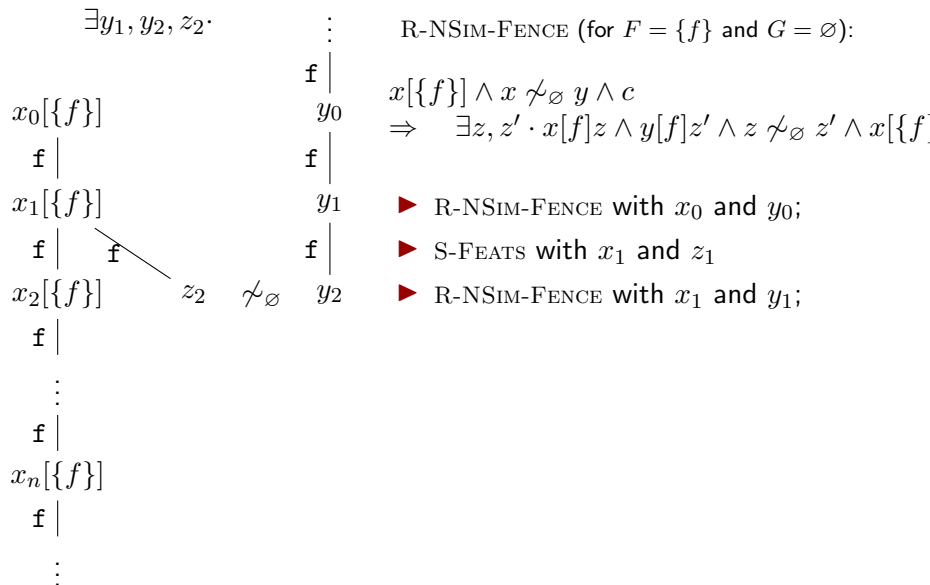 ∃y₁, y₂, z₂·
⋮
f
x₀[{f}]
y₀
f
f
x₁[{f}]
y₁
f
f
f
x₂[{f}]
z₂ ≁∅ y₂
f
⋮
f
xₙ[{f}]
f
⋮
R-NSim-Fence (for F = {f} and G = ∅):
x[{f}] ∧ x ≁∅ y ∧ c
⇒ ∃z, z′ · x[f]z ∧ y[f]z′ ∧ z ≁∅ z′ ∧ x[{f}
▶ R-NSim-Fence with x₀ and y₀;
▶ S-Feats with x₁ and z₁
▶ R-NSim-Fence with x₁ and y₁;